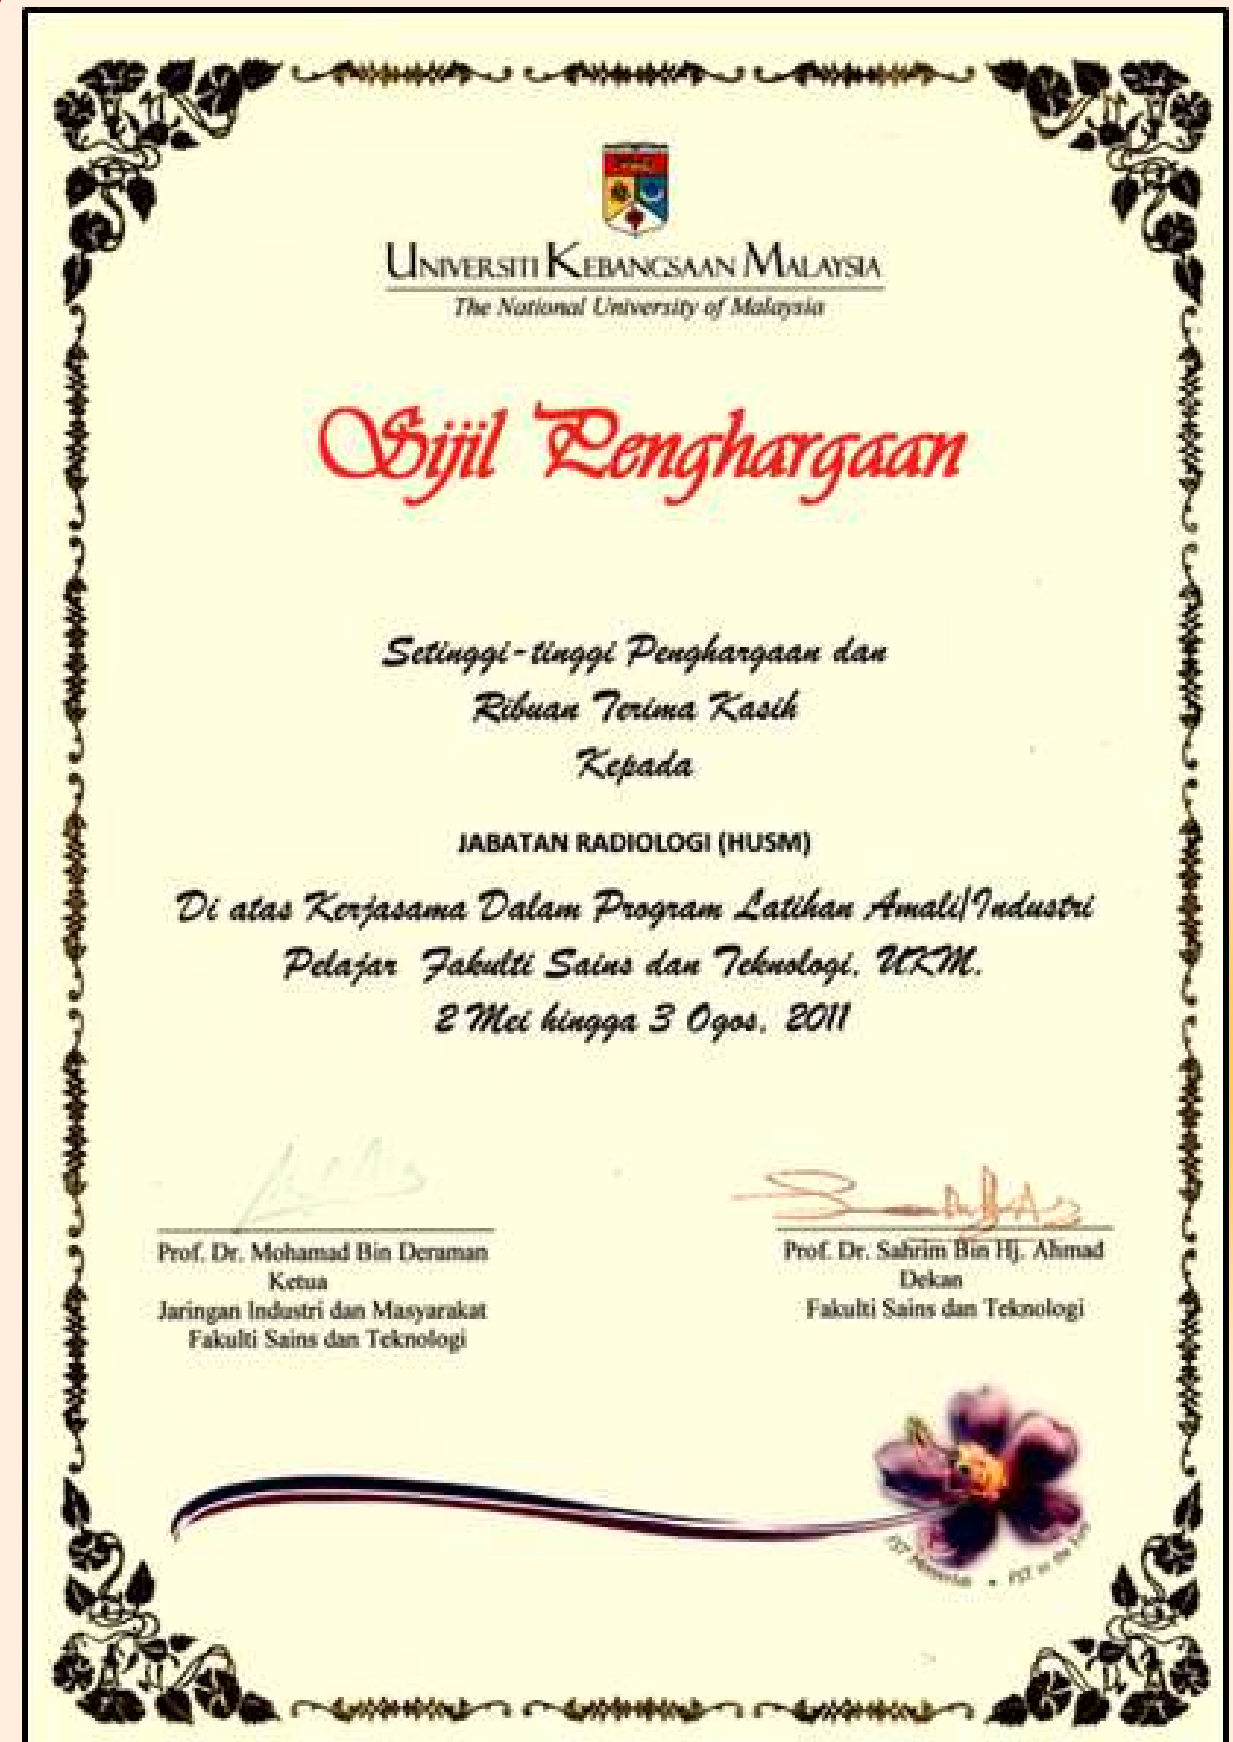 UNIVERSITI KEBANGSAAN MALAYSIA
The National University of Malaysia
Sijil Penghargaan
Setinggi-tinggi Penghargaan dan
Ribuan Terima Kasih
Kepada
JABATAN RADIOLOGI (HUSM)
Di atas Kerjasama Dalam Program Latihan Amali/Industri
Pelajar Fakulti Sains dan Teknologi, UKM.
2 Mei hingga 3 Ogos, 2011
Prof. Dr. Mohamad Bin Deraman
Ketua
Jaringan Industri dan Masyarakat
Fakulti Sains dan Teknologi
Prof. Dr. Sahrim Bin Hj. Ahmad
Dekan
Fakulti Sains dan Teknologi